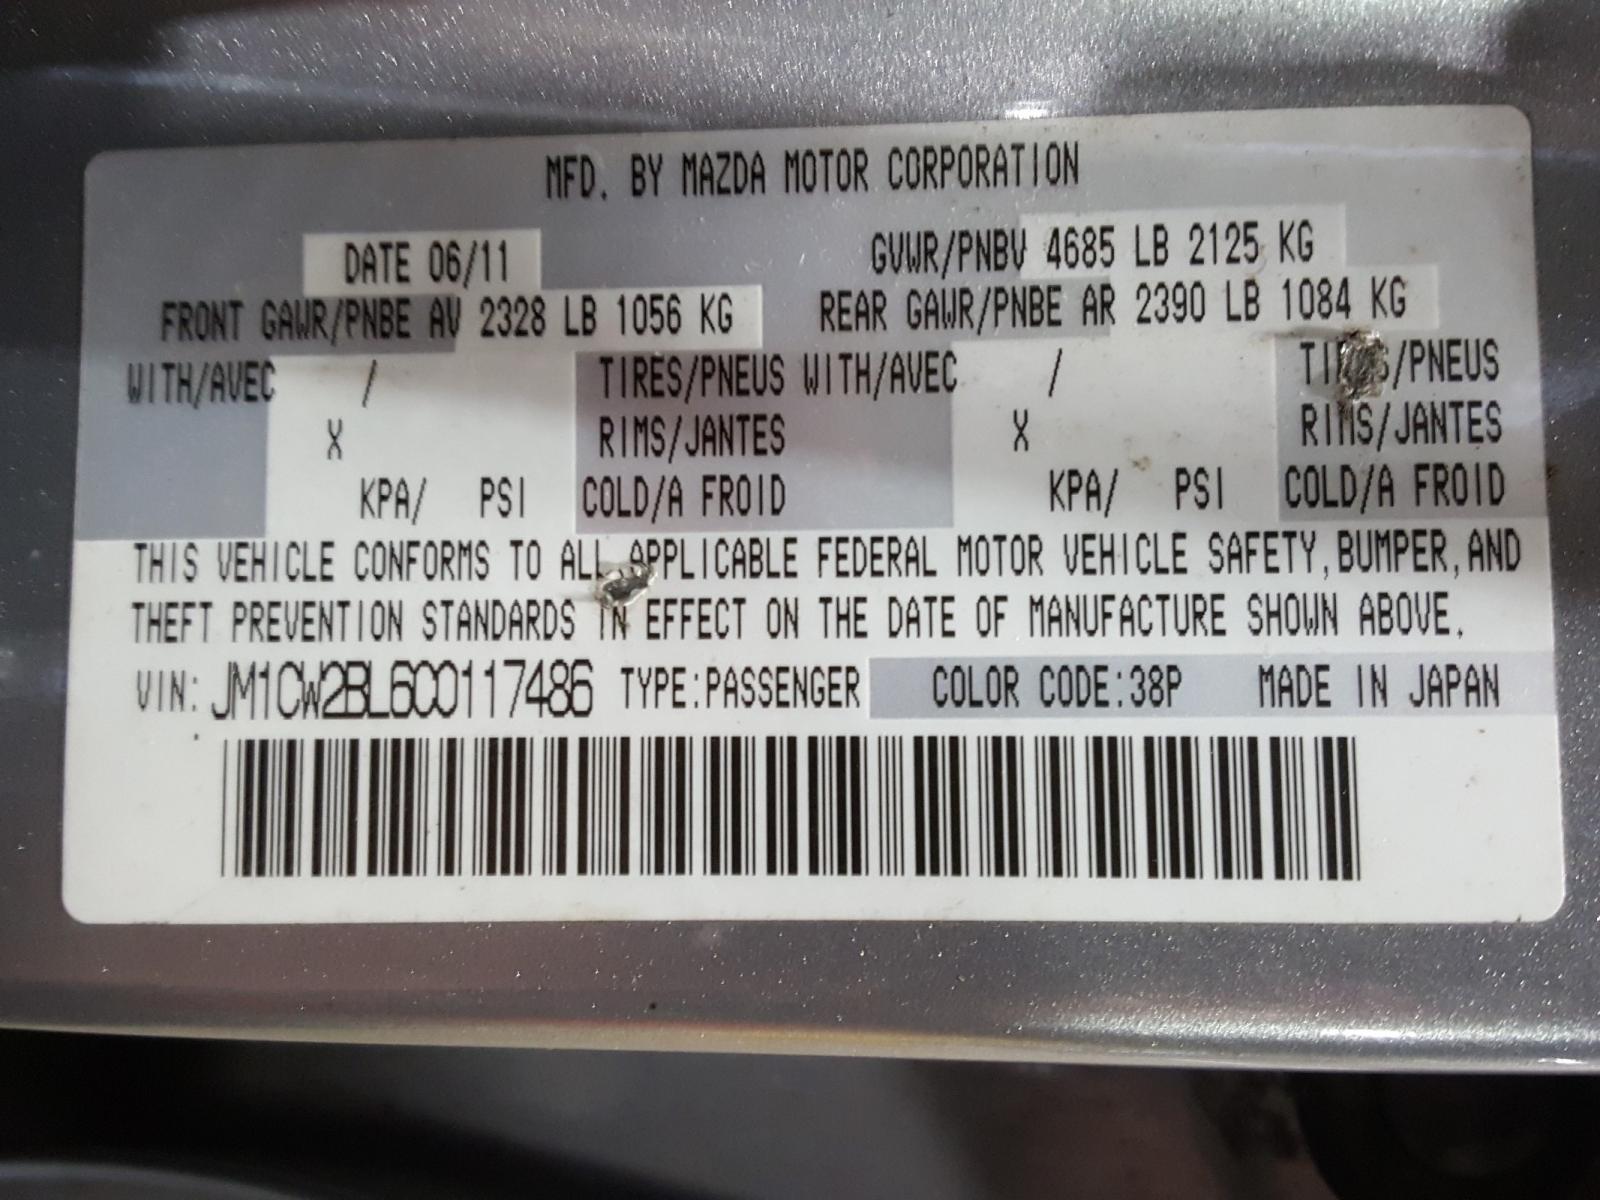 MFD. BY MAZDA MOTOR CORPORATION
DATE 06/11 GVWR/PNBV 4685 LB 2125 KG
FRONT GAWR/PNBE AV 2328 LB 1056 KG REAR GAWR/PNBE AR 2390 LB 1084 KG
WITH/AVEC / TIRES/PNEUS WITH/AVEC / TIRES/PNEUS
X RIMS/JANTES X RIMS/JANTES
KPA/ PSI COLD/A FROID KPA/ PSI COLD/A FROID
THIS VEHICLE CONFORMS TO ALL APPLICABLE FEDERAL MOTOR VEHICLE SAFETY, BUMPER, AND
THEFT PREVENTION STANDARDS IN EFFECT ON THE DATE OF MANUFACTURE SHOWN ABOVE.
VIN: JM1CW2BL6C0117486 TYPE:PASSENGER COLOR CODE:38P MADE IN JAPAN